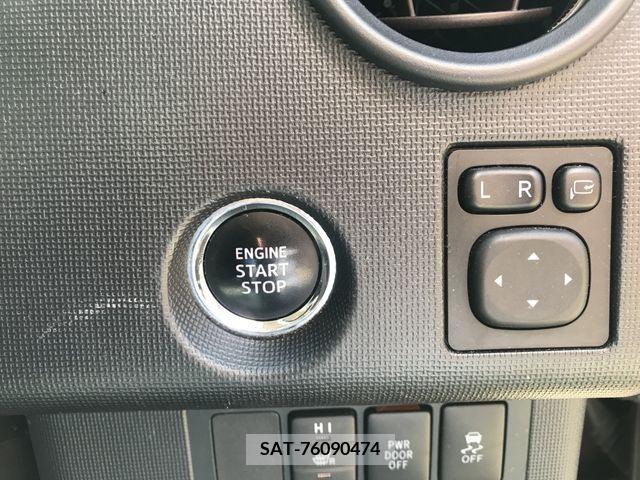 L R
ENGINE
START
STOP
HI
PWR
DOOR
OFF
OFF
SAT-76090474